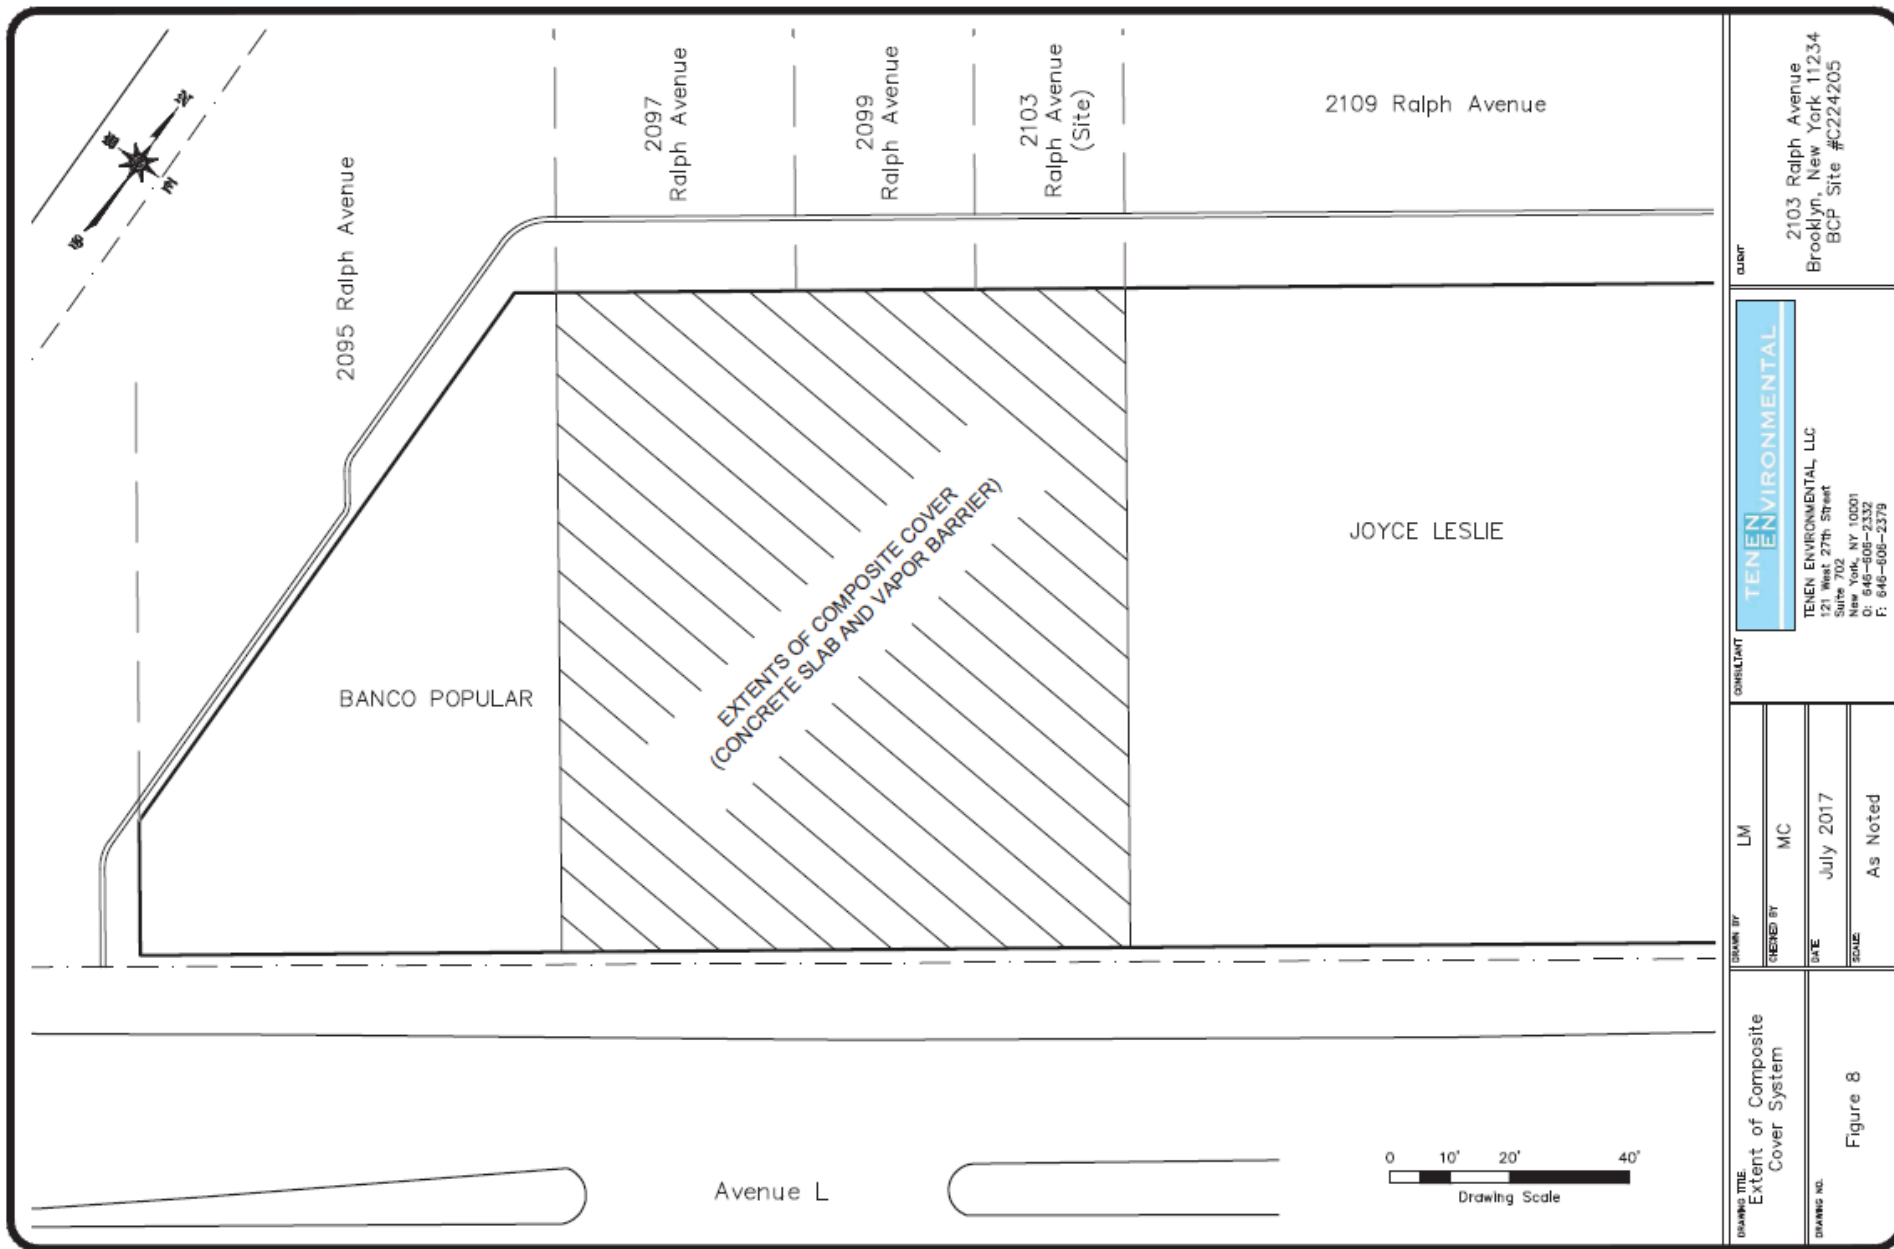 N
S
E
2095 Ralph Avenue
2097
Ralph Avenue
2099
Ralph Avenue
2103
Ralph Avenue
(Site)
2109 Ralph Avenue
BANCO POPULAR
EXTENTS OF COMPOSITE COVER
(CONCRETE SLAB AND VAPOR BARRIER)
JOYCE LESLIE
Avenue L
0 10' 20' 40'
Drawing Scale
CLIENT
2103 Ralph Avenue
Brooklyn, New York 11234
BCP Site #C224205
CONSULTANT
TENEN
ENVIRONMENTAL
TENEN ENVIRONMENTAL, LLC
121 West 27th Street
Suite 702
New York, NY 10001
O: 646-606-2332
F: 646-606-2379
DRAWN BY
LM
CHECKED BY
MC
DATE
July 2017
SCALE:
As Noted
DRAWING TITLE
Extent of Composite
Cover System
DRAWING NO.
Figure 8